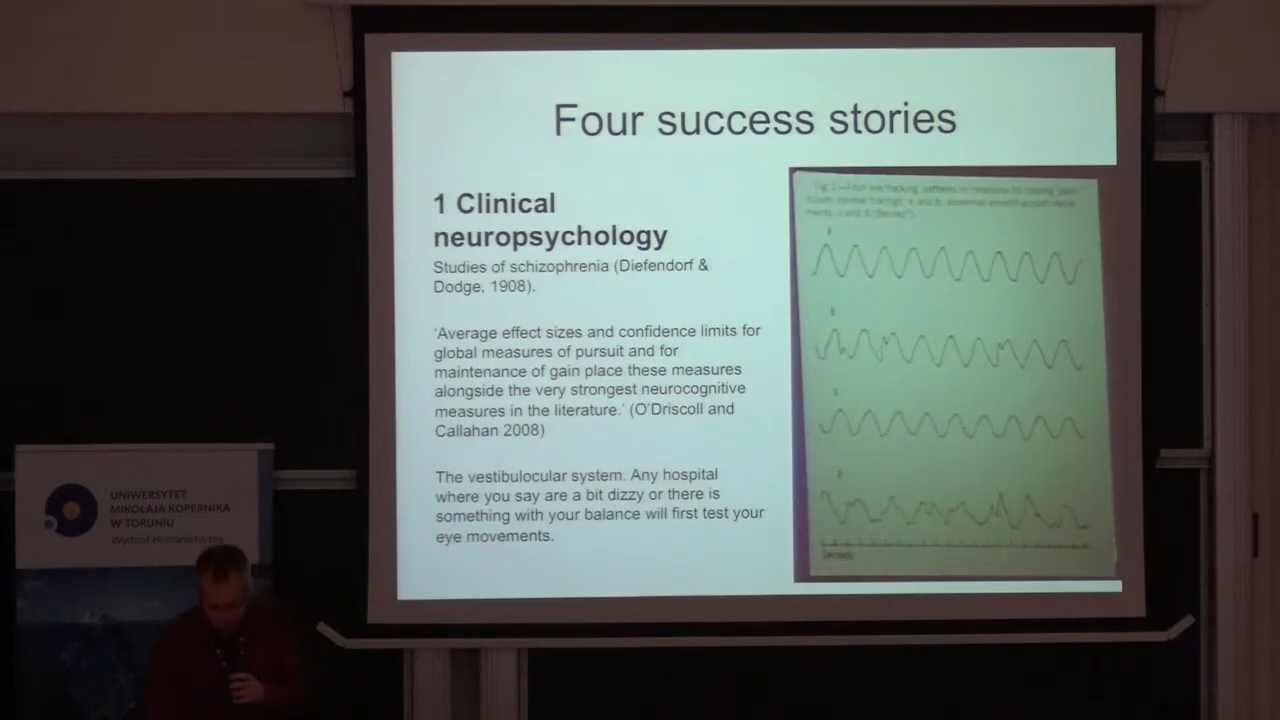 Four success stories
1 Clinical
neuropsychology
Studies of schizophrenia (Diefendorf &
Dodge, 1908).
'Average effect sizes and confidence limits for
global measures of pursuit and for
maintenance of gain place these measures
alongside the very strongest neurocognitive
measures in the literature.' (O'Driscoll and
Callahan 2008)
The vestibulocular system. Any hospital
where you say are a bit dizzy or there is
something with your balance will first test your
eye movements.
Seconds
UNIWERSYTET
MIKOŁAJA KOPERNIKA
W TORUNIU
Wydział Humanistyczny